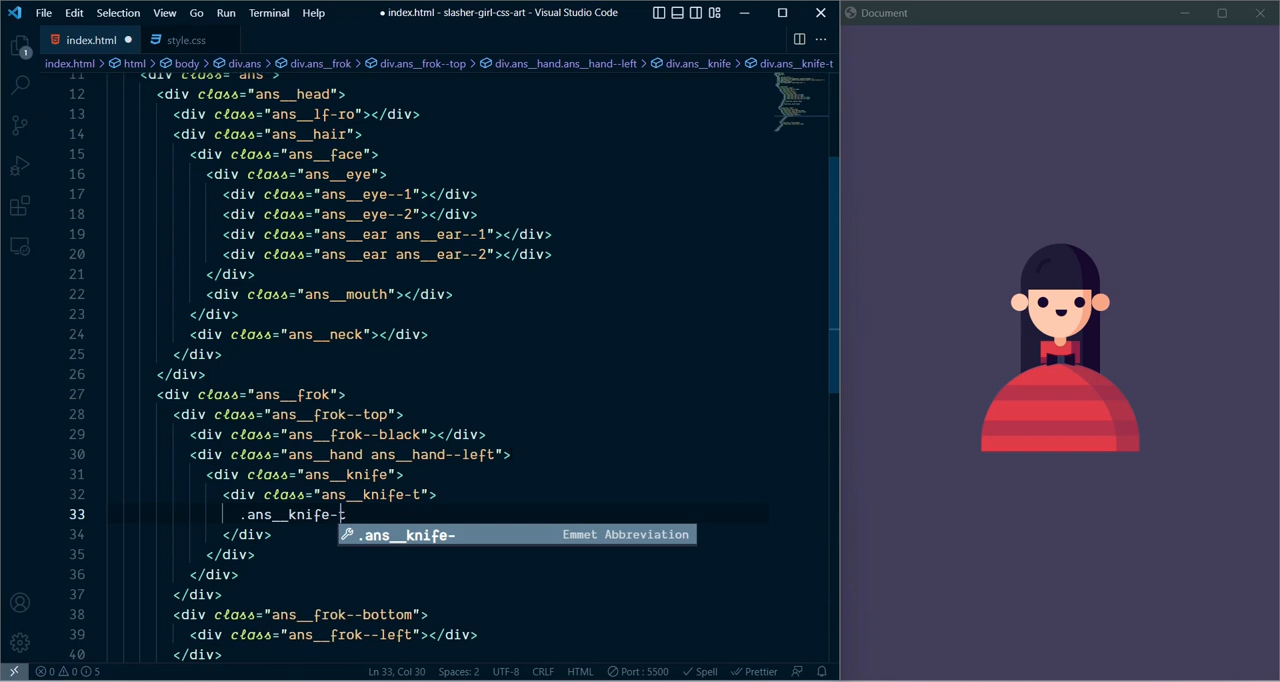 File Edit Selection View Go Run Terminal Help ● index.html - slasher-girl-css-art - Visual Studio Code
Document
index.html ● style.css
index.html > html > body > div.ans > div.ans__frok > div.ans__frok--top > div.ans__hand.ans__hand--left > div.ans__knife > div.ans__knife-t
11 <div class="ans">
12 <div class="ans__head">
13 <div class="ans__lf-ro"></div>
14 <div class="ans__hair">
15 <div class="ans__face">
16 <div class="ans__eye">
17 <div class="ans__eye--1"></div>
18 <div class="ans__eye--2"></div>
19 <div class="ans__ear ans__ear--1"></div>
20 <div class="ans__ear ans__ear--2"></div>
21 </div>
22 <div class="ans__mouth"></div>
23 </div>
24 <div class="ans__neck"></div>
25 </div>
26 </div>
27 <div class="ans__frok">
28 <div class="ans__frok--top">
29 <div class="ans__frok--black"></div>
30 <div class="ans__hand ans__hand--left">
31 <div class="ans__knife">
32 <div class="ans__knife-t">
33 .ans__knife-t
.ans__knife- Emmet Abbreviation
34 </div>
35 </div>
36 </div>
37 </div>
38 <div class="ans__frok--bottom">
39 <div class="ans__frok--left"></div>
40 </div>
1
0 0 5 Ln 33, Col 30 Spaces: 2 UTF-8 CRLF HTML Port : 5500 Spell Prettier